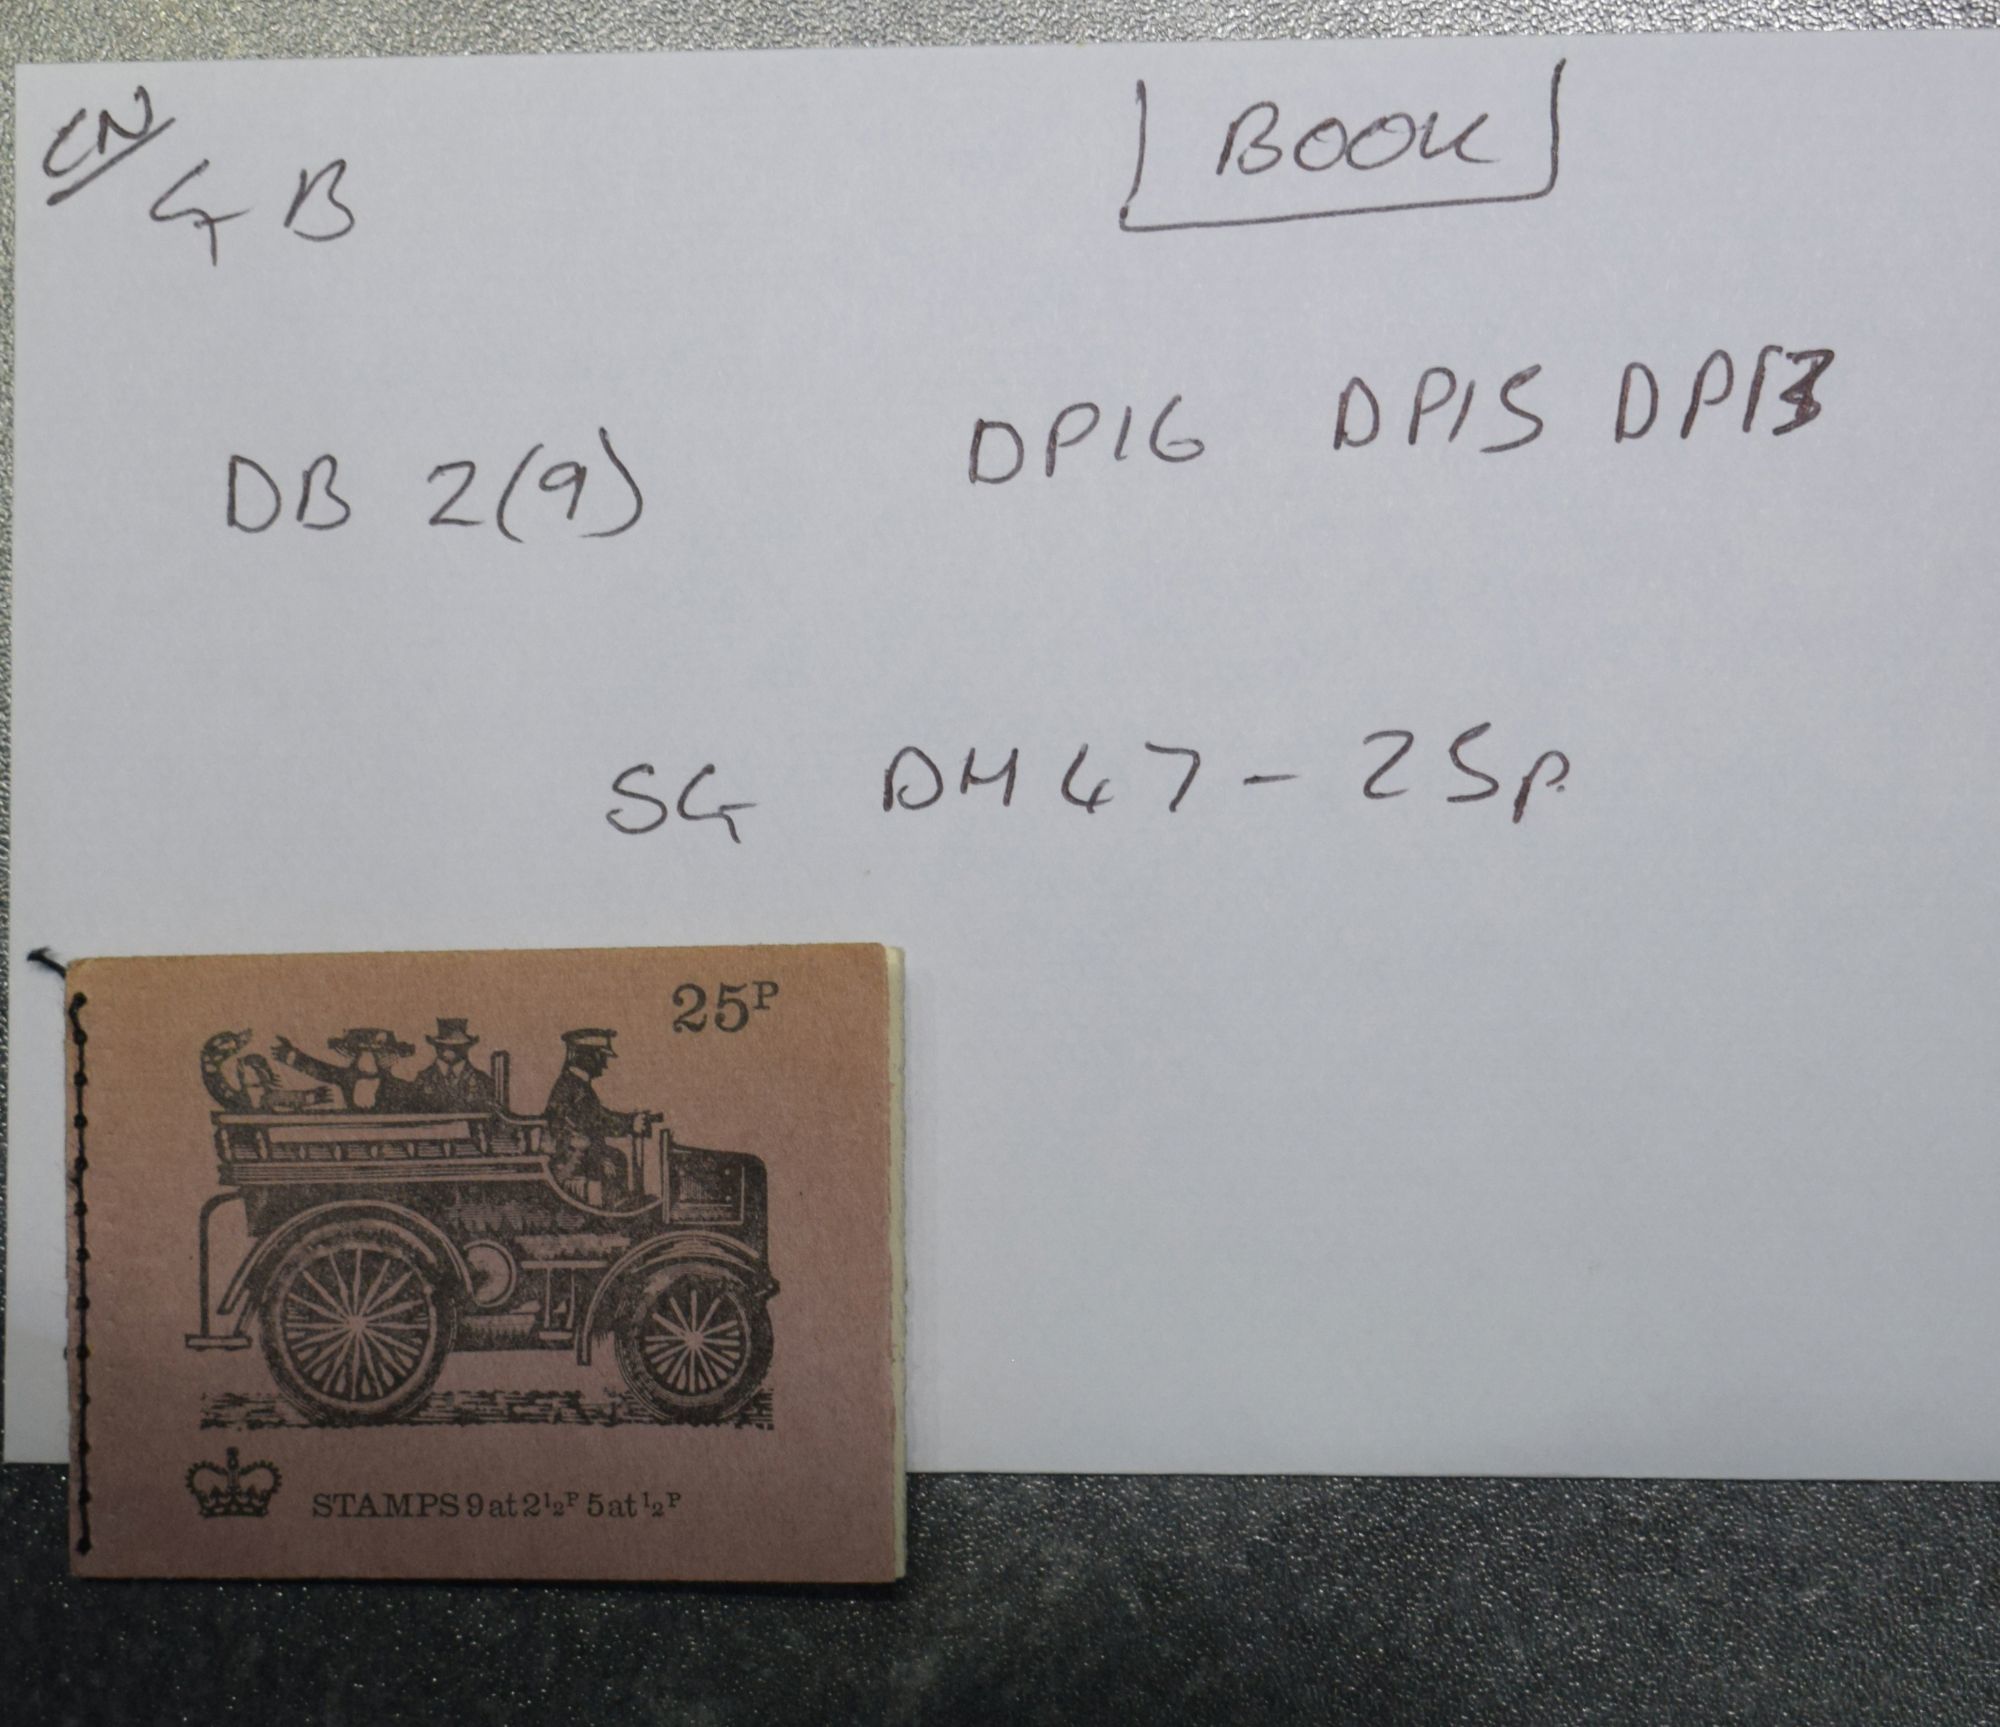 CN
GB
BOOK
DB 2(9) DP16 DP15 DP13
SG DH47 - 25p
25P
STAMPS 9 at 2½P 5 at ½P